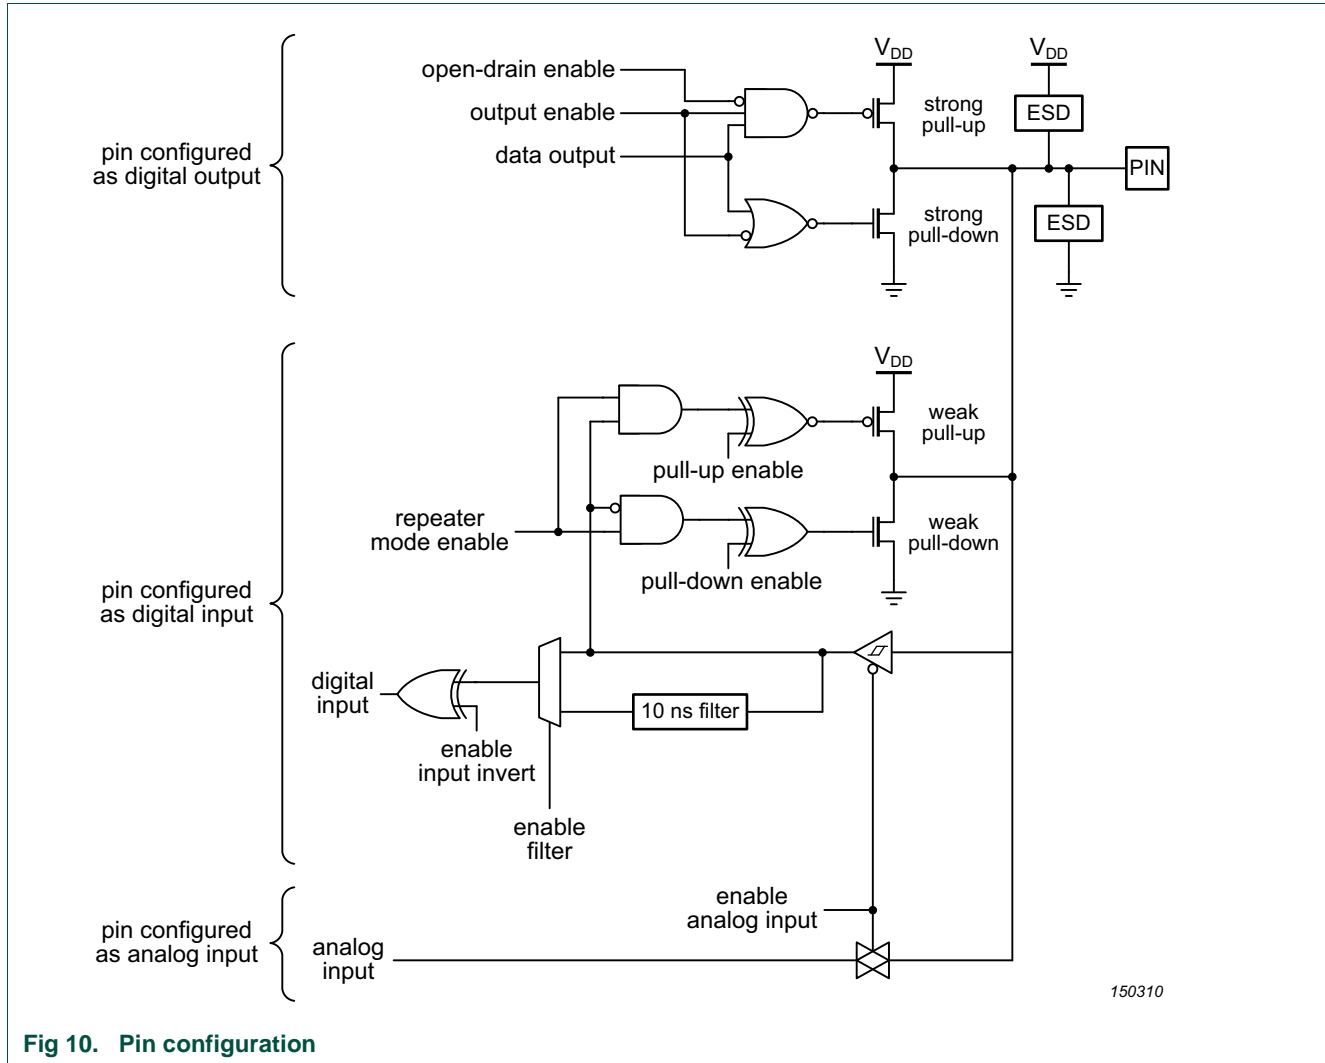 V_DD
V_DD
open-drain enable
strong
pull-up
ESD
output enable
data output
pin configured
as digital output
PIN
strong
pull-down
ESD
V_DD
weak
pull-up
pull-up enable
repeater
mode enable
weak
pull-down
pull-down enable
pin configured
as digital input
digital
input
10 ns filter
enable
input invert
enable
filter
enable
analog input
pin configured
as analog input
analog
input
150310
Fig 10. Pin configuration